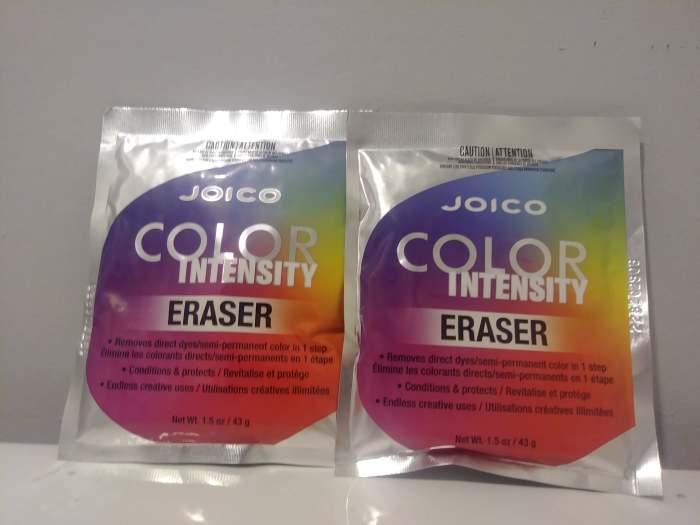 CAUTION | ATTENTION
JOICO
COLOR
INTENSITY
ERASER
• Removes direct dyes/semi-permanent color in 1 step
Élimine les colorants directs/semi-permanents en 1 étape
• Conditions & protects / Revitalise et protège
• Endless creative uses / Utilisations créatives illimitées
Net Wt. 1.5 oz / 43 g
CAUTION | ATTENTION
JOICO
COLOR
INTENSITY
ERASER
• Removes direct dyes/semi-permanent color in 1 step
Élimine les colorants directs/semi-permanents en 1 étape
• Conditions & protects / Revitalise et protège
• Endless creative uses / Utilisations créatives illimitées
Net Wt. 1.5 oz / 43 g